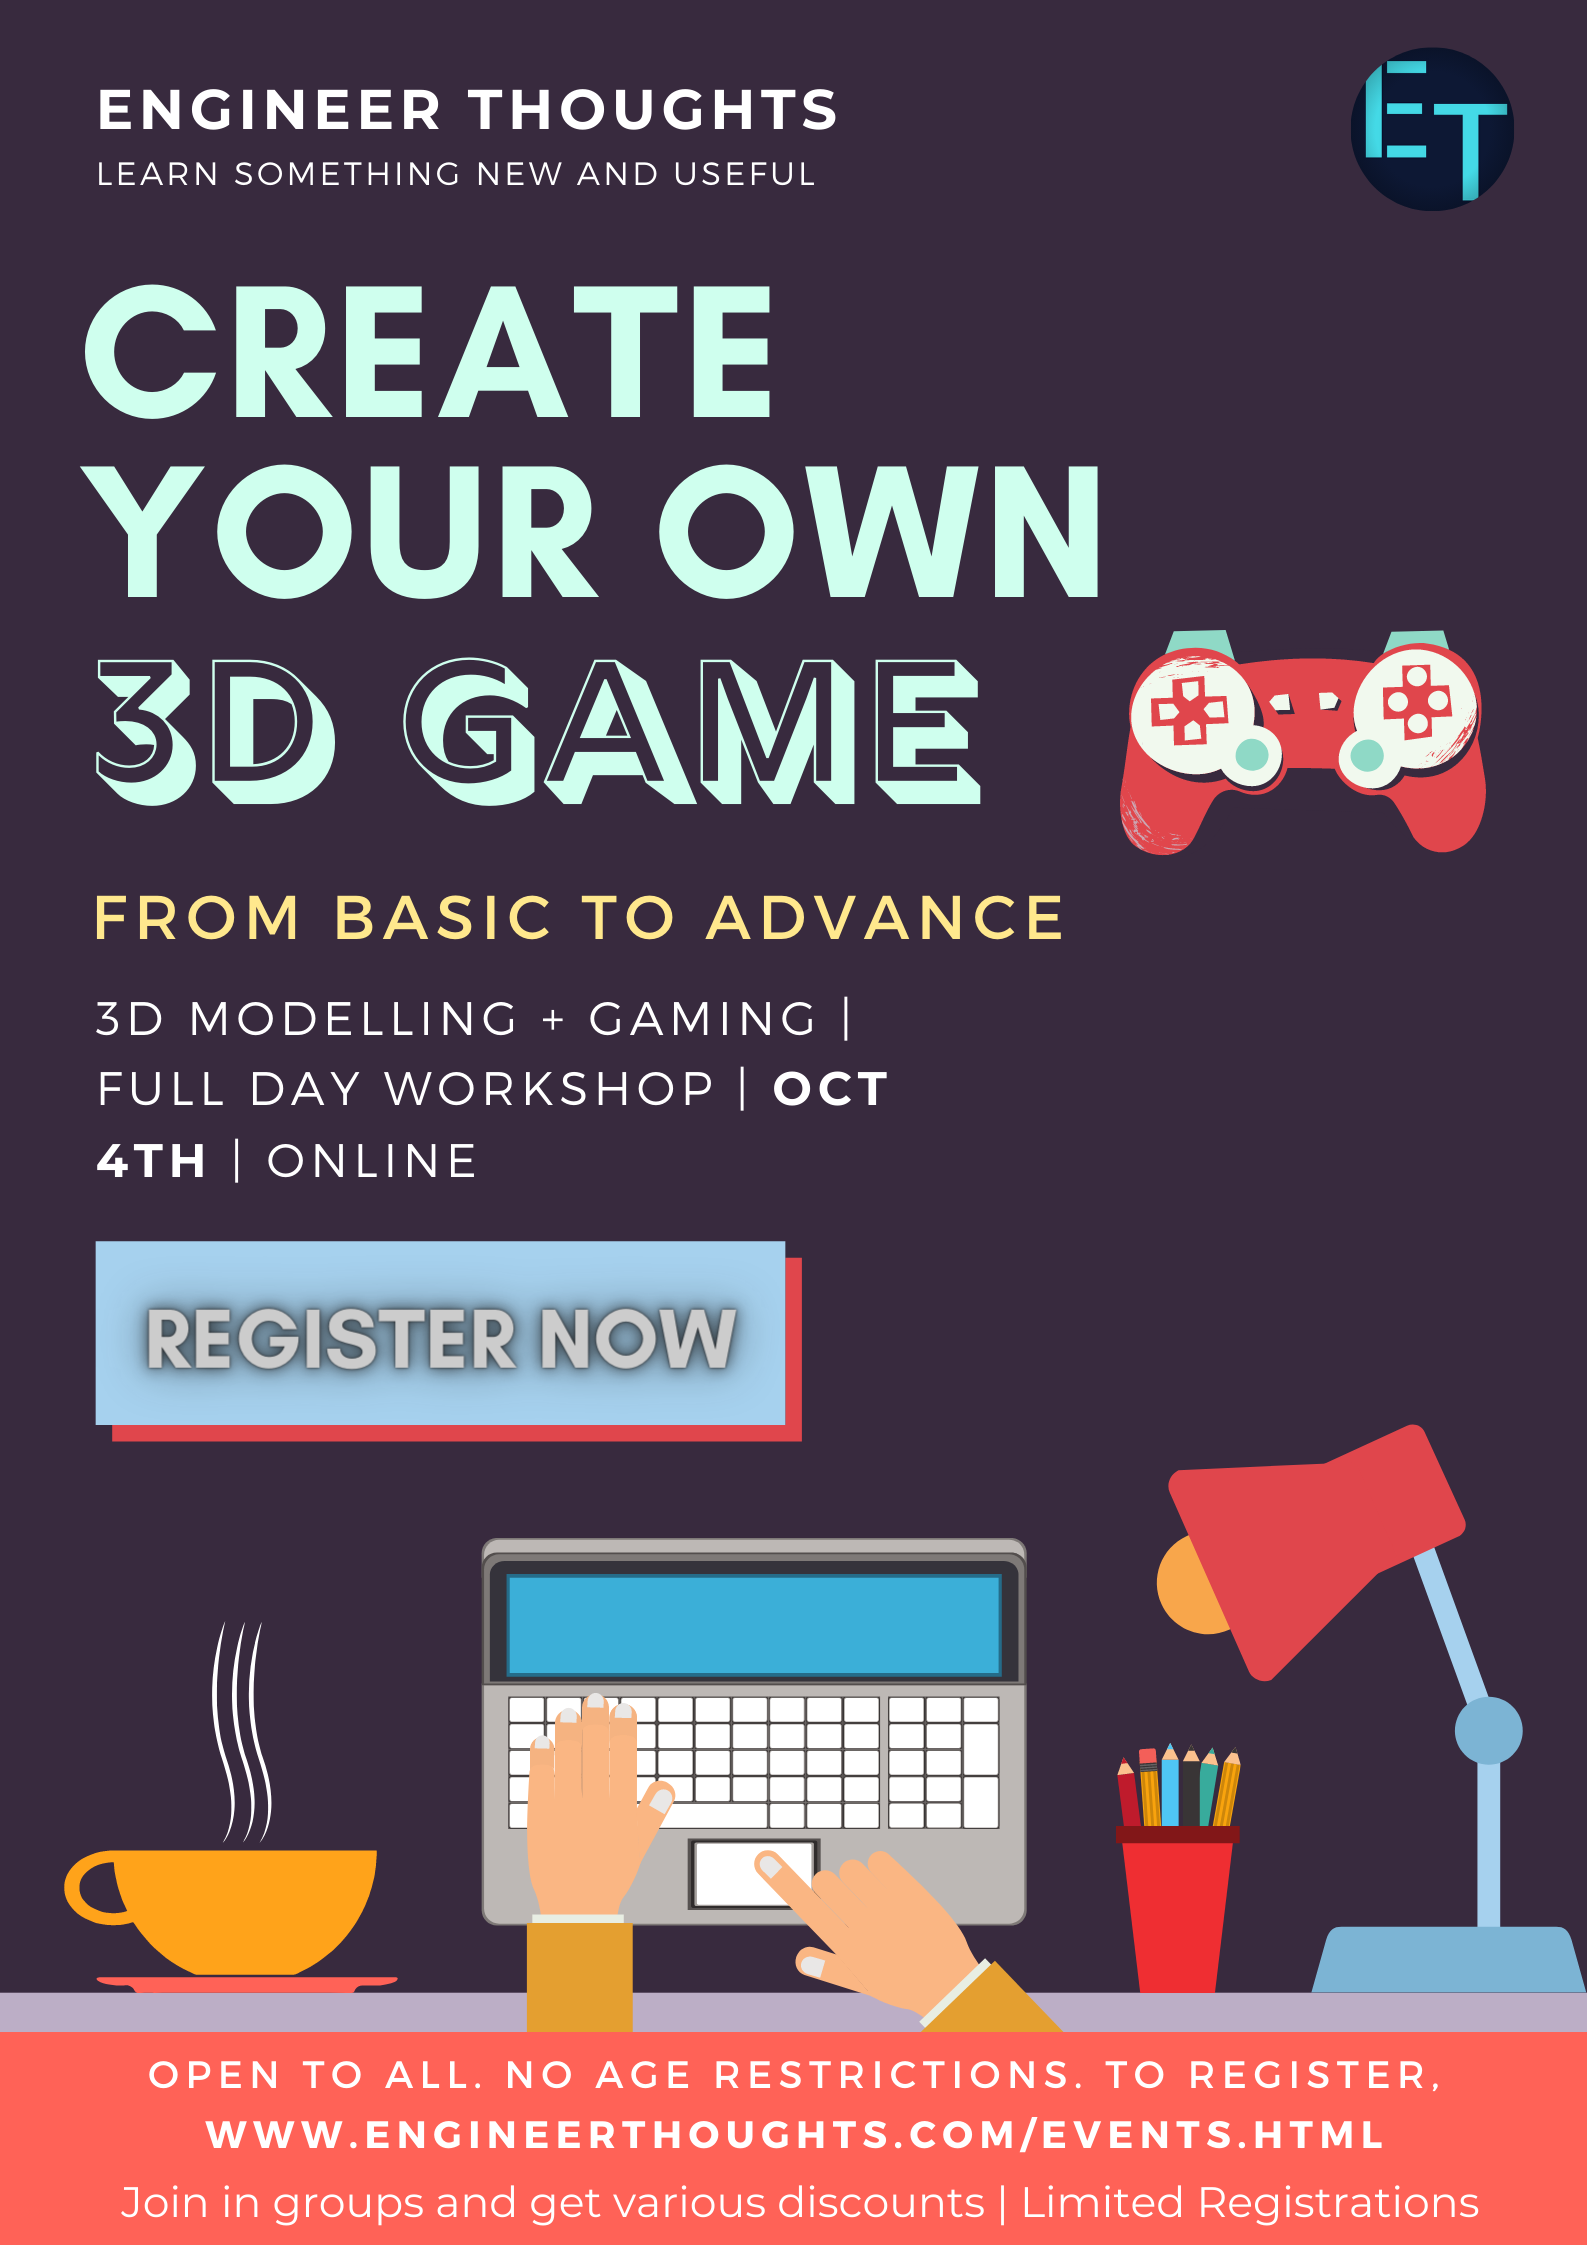 ENGINEER THOUGHTS
LEARN SOMETHING NEW AND USEFUL
ET
CREATE
YOUR OWN
3D GAME
FROM BASIC TO ADVANCE
3D MODELLING + GAMING |
FULL DAY WORKSHOP | OCT
4TH | ONLINE
REGISTER NOW
OPEN TO ALL. NO AGE RESTRICTIONS. TO REGISTER,
WWW.ENGINEERTHOUGHTS.COM/EVENTS.HTML
Join in groups and get various discounts | Limited Registrations